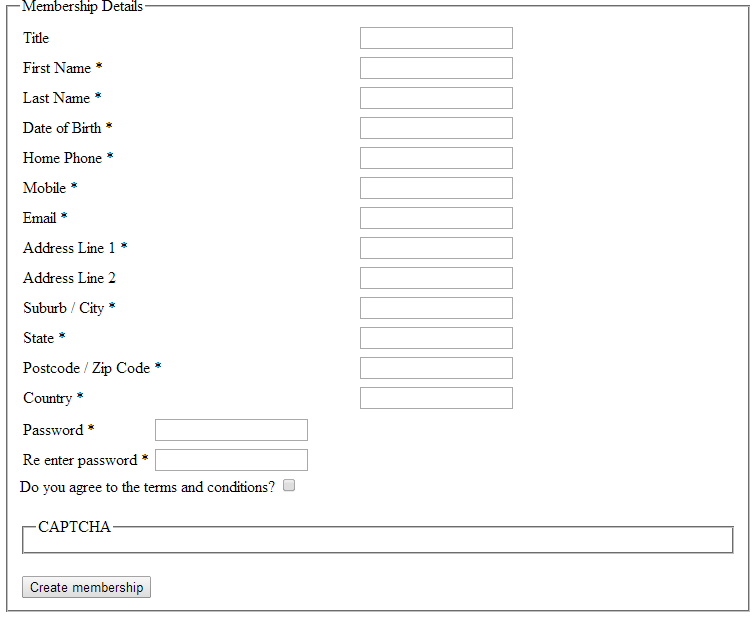 Membership Details
Title
First Name *
Last Name *
Date of Birth *
Home Phone *
Mobile *
Email *
Address Line 1 *
Address Line 2
Suburb / City *
State *
Postcode / Zip Code *
Country *
Password *
Re enter password *
Do you agree to the terms and conditions?
CAPTCHA
Create membership